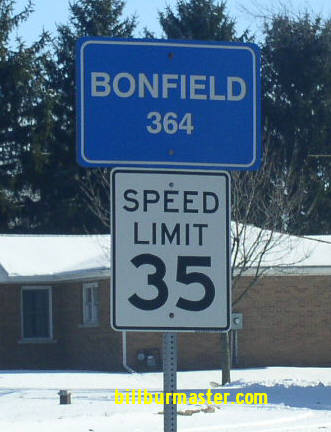 BONFIELD
364
SPEED
LIMIT
35
billburmaster.com